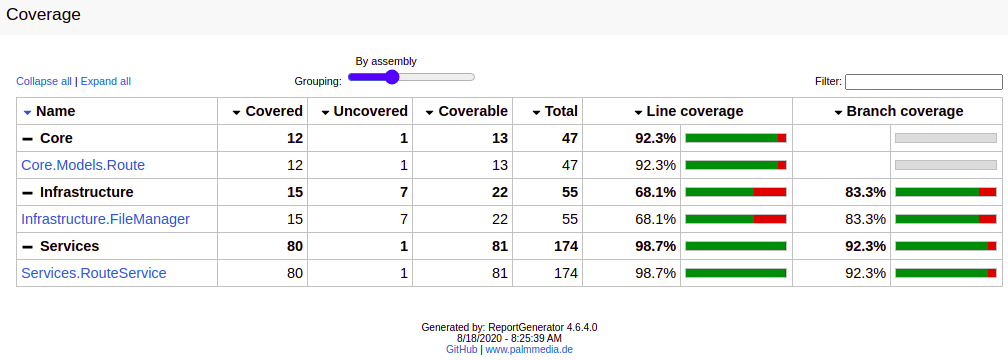 Coverage
By assembly
Collapse all | Expand all Grouping: Filter:
Name Covered Uncovered Coverable Total Line coverage Branch coverage
Core 12 1 13 47 92.3%
Core.Models.Route 12 1 13 47 92.3%
Infrastructure 15 7 22 55 68.1% 83.3%
Infrastructure.FileManager 15 7 22 55 68.1% 83.3%
Services 80 1 81 174 98.7% 92.3%
Services.RouteService 80 1 81 174 98.7% 92.3%
Generated by: ReportGenerator 4.6.4.0
8/18/2020 - 8:25:39 AM
GitHub | www.palmmedia.de